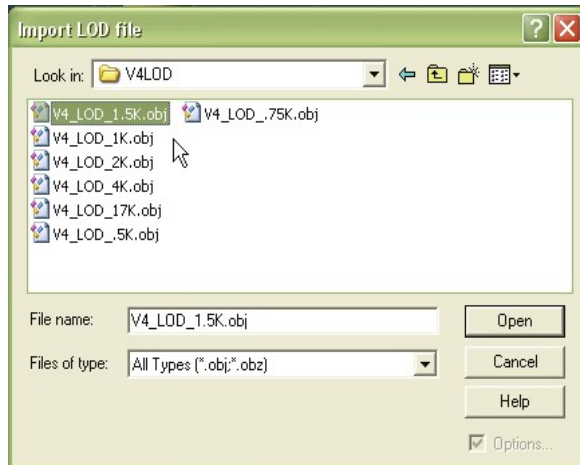 Import LOD file
Look in: V4LOD
V4_LOD_1.5K.obj V4_LOD_.75K.obj
V4_LOD_1K.obj
V4_LOD_2K.obj
V4_LOD_4K.obj
V4_LOD_17K.obj
V4_LOD_.5K.obj
File name: V4_LOD_1.5K.obj Open
Files of type: All Types (*.obj;*.obz) Cancel
Help
Options...